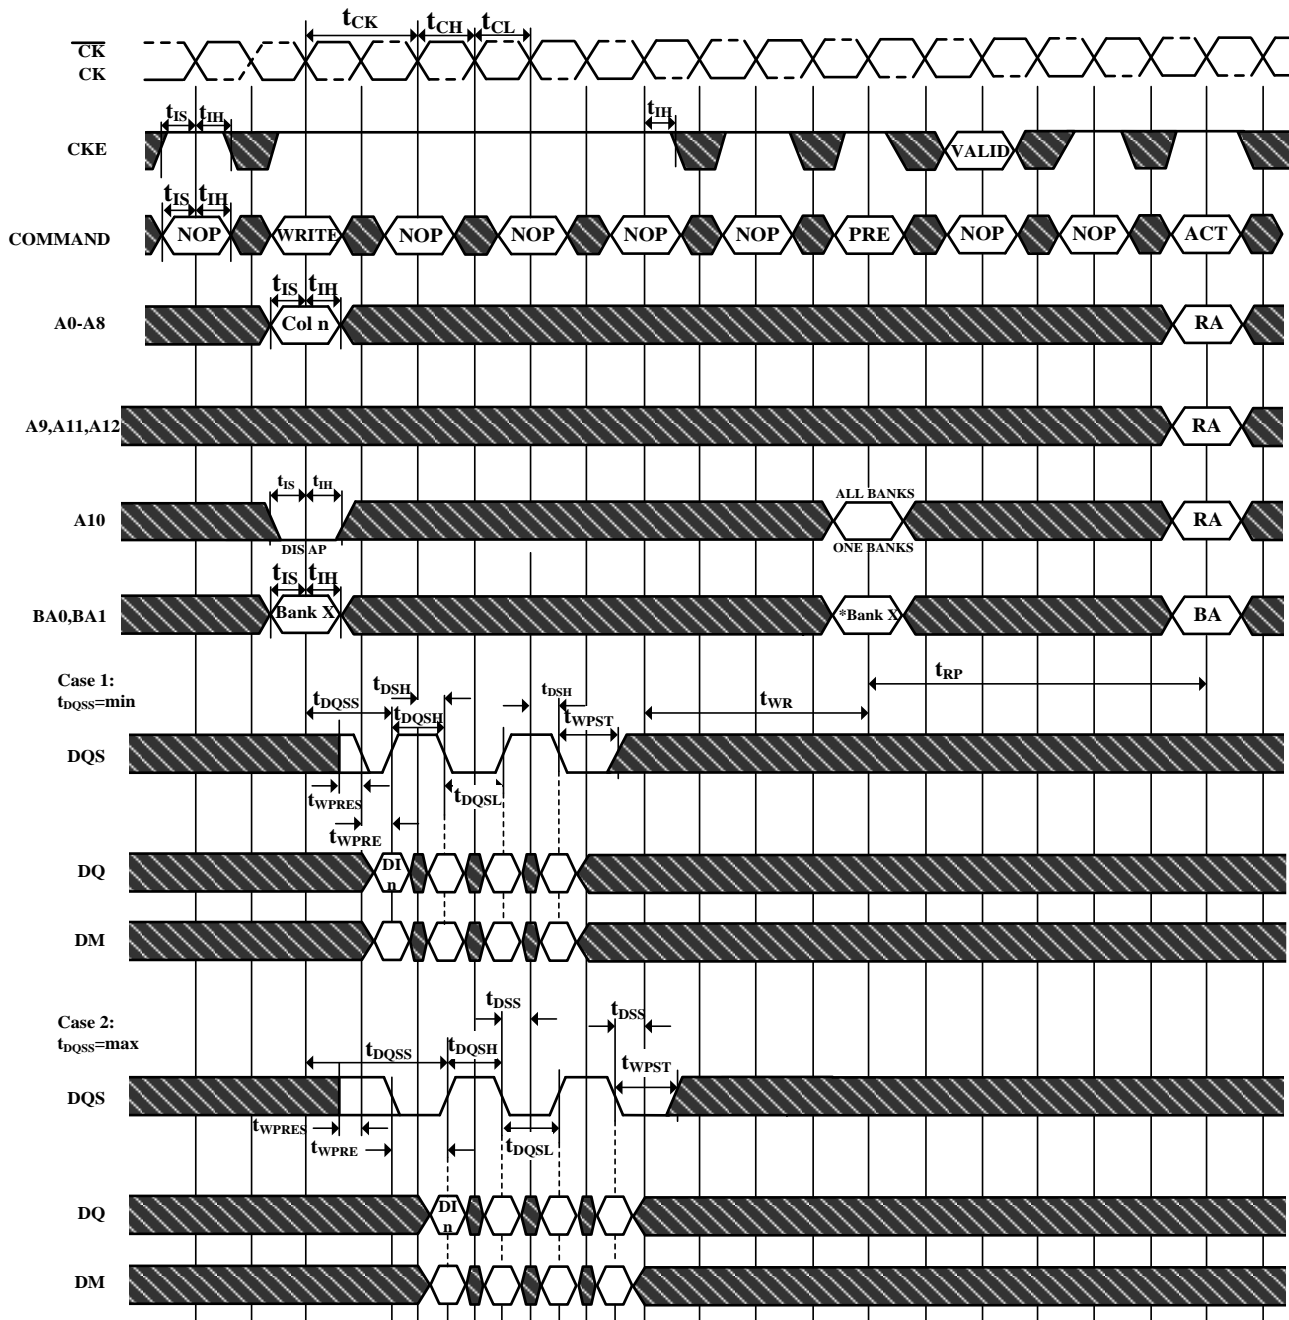 tCK tCH tCL
CK
CK
tIS tIH tIH
CKE VALID
tIS tIH
COMMAND NOP WRITE NOP NOP NOP NOP PRE NOP NOP ACT
tIS tIH
A0-A8 Col n RA
A9,A11,A12 RA
tIS tIH ALL BANKS
A10 RA
DIS AP ONE BANKS
tIS tIH
BA0,BA1 Bank X *Bank X BA
Case 1:
tDQSS=min
tDQSS tDSH tDSH tWR tRP
tDQSH tWPST
DQS
tWPRES tDQSL
tWPRE
DQ DI
n
DM
Case 2:
tDQSS=max
tDSS tDSS
tDQSS tDQSH tWPST
DQS
tWPRES
tWPRE tDQSL
DQ DI
n
DM